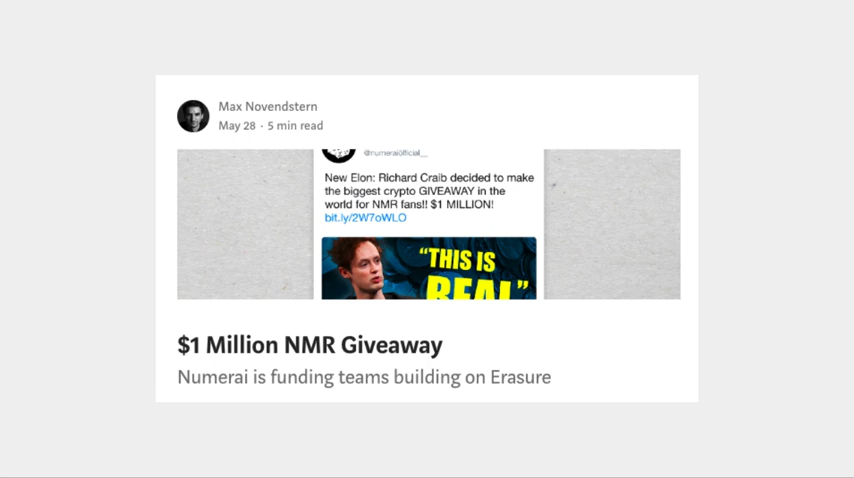 Max Novendstern
May 28 · 5 min read
@numeraiofficial__
New Elon: Richard Craib decided to make
the biggest crypto GIVEAWAY in the
world for NMR fans!! $1 MILLION!
bit.ly/2W7oWLO
“THIS IS
REAL”
$1 Million NMR Giveaway
Numerai is funding teams building on Erasure